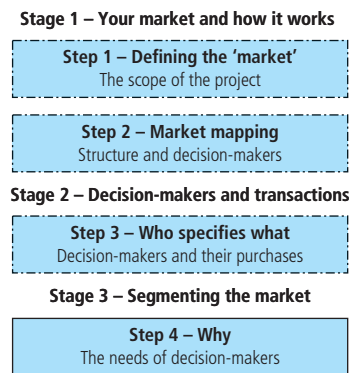 Stage 1 – Your market and how it works
Step 1 – Defining the ‘market’
The scope of the project
Step 2 – Market mapping
Structure and decision-makers
Stage 2 – Decision-makers and transactions
Step 3 – Who specifies what
Decision-makers and their purchases
Stage 3 – Segmenting the market
Step 4 – Why
The needs of decision-makers